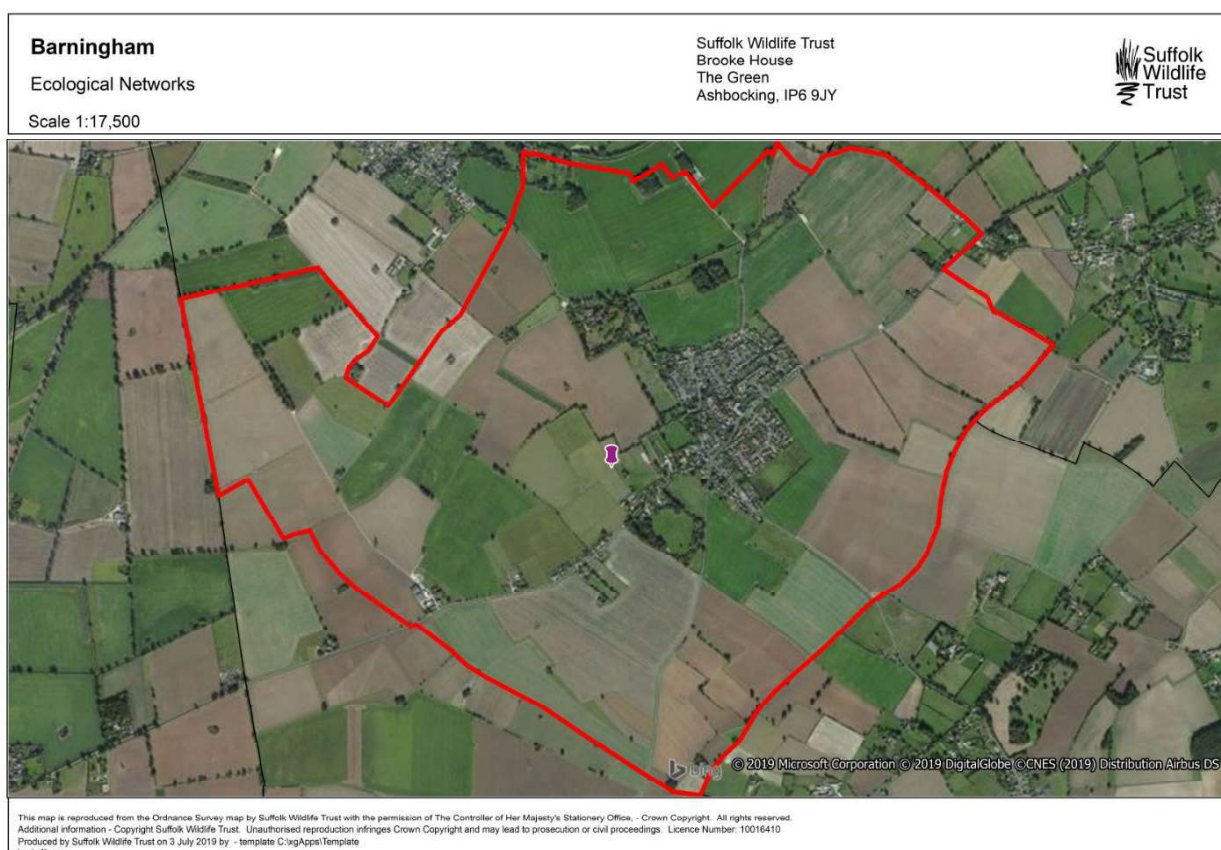 Barningham
Ecological Networks
Scale 1:17,500
Suffolk Wildlife Trust
Brooke House
The Green
Ashbocking, IP6 9JY
Suffolk
Wildlife
Trust
bing
© 2019 Microsoft Corporation © 2019 DigitalGlobe ©CNES (2019) Distribution Airbus DS
This map is reproduced from the Ordnance Survey map by Suffolk Wildlife Trust with the permission of The Controller of Her Majesty's Stationery Office, - Crown Copyright. All rights reserved.
Additional information - Copyright Suffolk Wildlife Trust. Unauthorised reproduction infringes Crown Copyright and may lead to prosecution or civil proceedings. Licence Number: 10016410
Produced by Suffolk Wildlife Trust on 3 July 2019 by - template C:\xgApps\Template